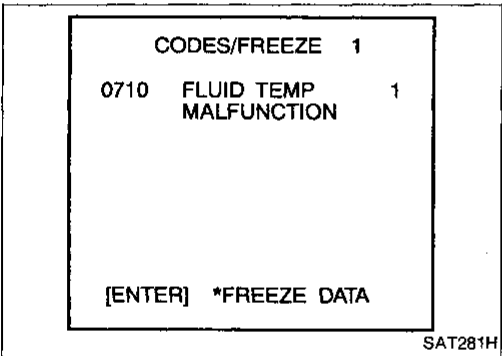 CODES/FREEZE 1
0710 FLUID TEMP 1
MALFUNCTION
[ENTER] *FREEZE DATA
SAT281H